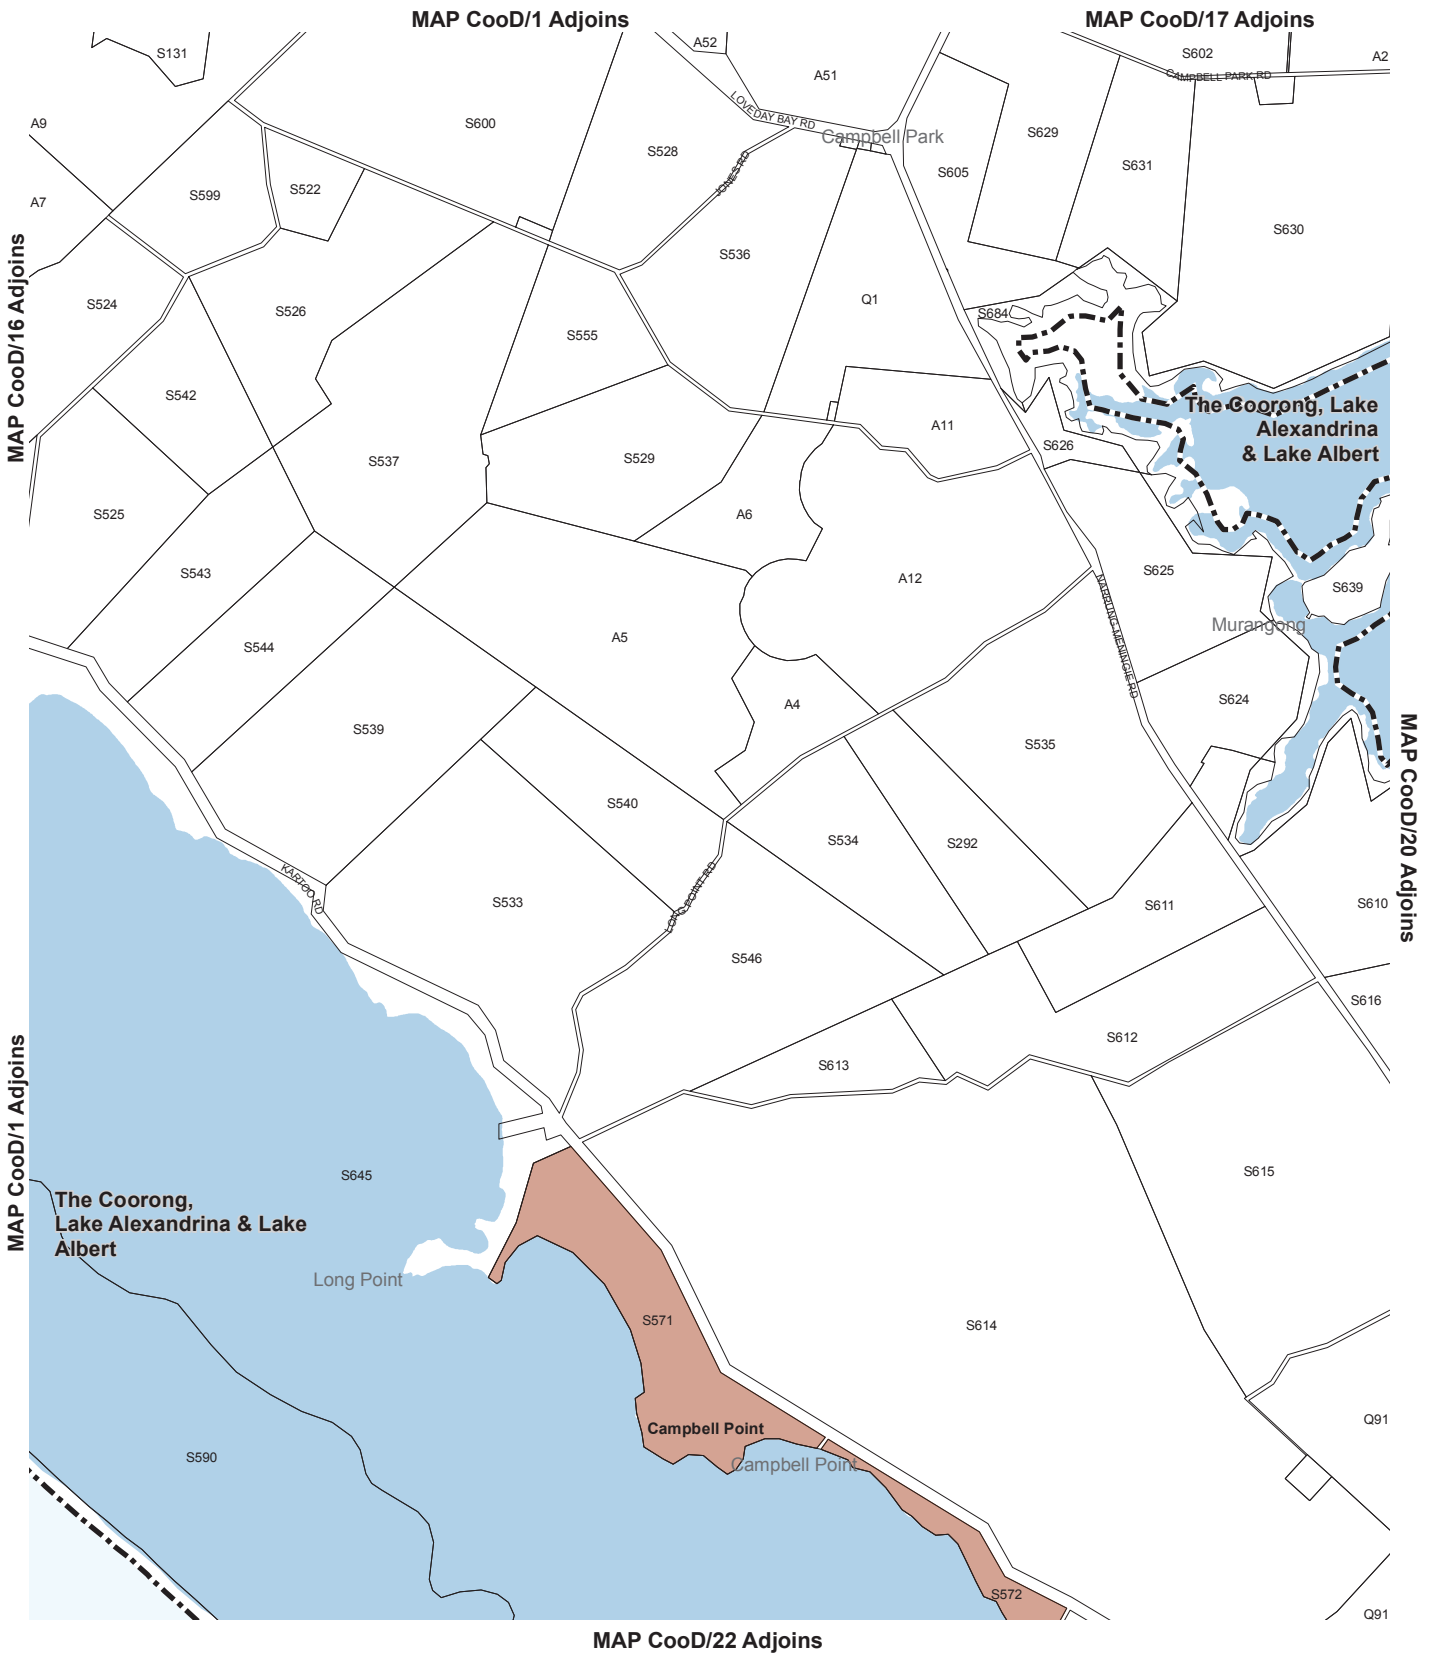 MAP CooD/1 Adjoins
MAP CooD/17 Adjoins
S131
A52
A51
S602
A2
CAMPBELL PARK RD
LOVEDAY BAY RD
A9
S600
Campbell Park
S629
S528
S631
S605
JONES RD
S522
S599
A7
S630
MAP CooD/16 Adjoins
S536
Q1
S524
S526
S684
S555
S542
The Coorong, Lake
Alexandrina
& Lake Albert
A11
S626
S537
S529
S525
A6
S543
A12
S625
S639
NARRUNG-MENINGIE RD
Murangong
A5
S544
S624
A4
S539
S535
MAP CooD/20 Adjoins
S540
S534
S292
KARTOO RD
LONG POINT RD
S533
S611
S610
S546
S616
S612
S613
MAP CooD/1 Adjoins
S645
S615
The Coorong,
Lake Alexandrina & Lake
Albert
Long Point
S571
S614
Campbell Point
Q91
S590
Campbell Point
S572
Q91
MAP CooD/22 Adjoins